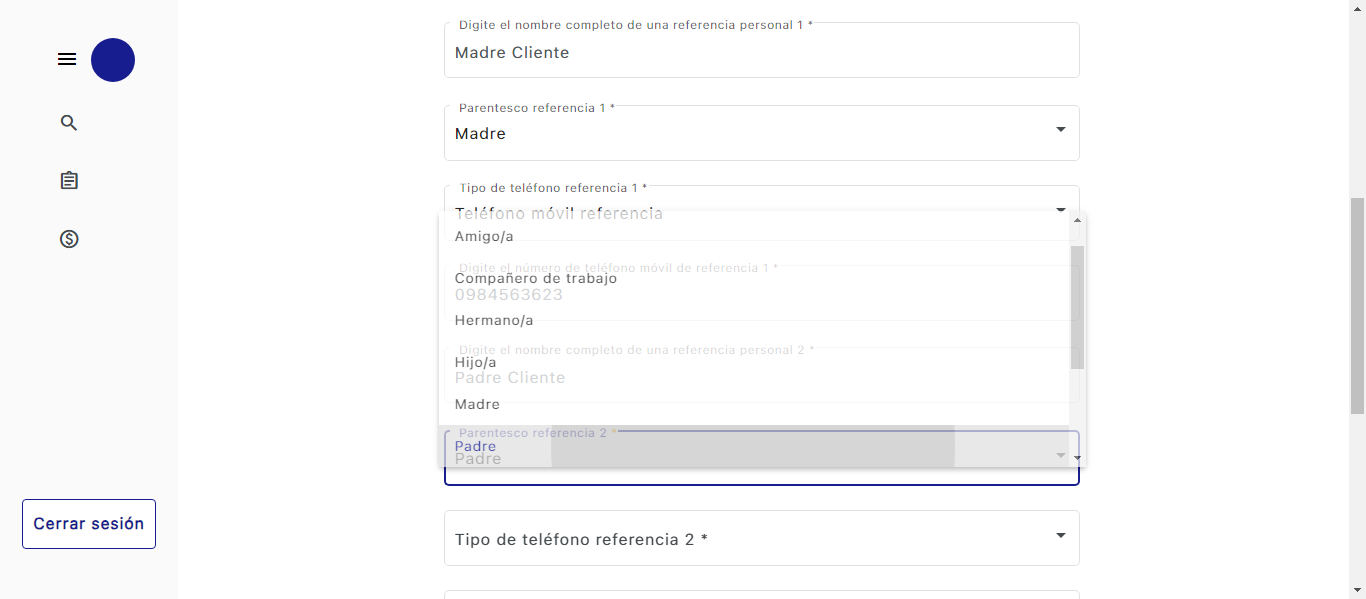 Digite el nombre completo de una referencia personal 1 *
Madre Cliente
Parentesco referencia 1 *
Madre
Tipo de teléfono referencia 1 *
Teléfono móvil referencia
Amigo/a
Digite el número de teléfono móvil de referencia 1 *
Compañero de trabajo
0984563623
Hermano/a
Digite el nombre completo de una referencia personal 2 *
Hijo/a
Padre Cliente
Madre
Parentesco referencia 2 *
Padre
Padre
Cerrar sesión
Tipo de teléfono referencia 2 *